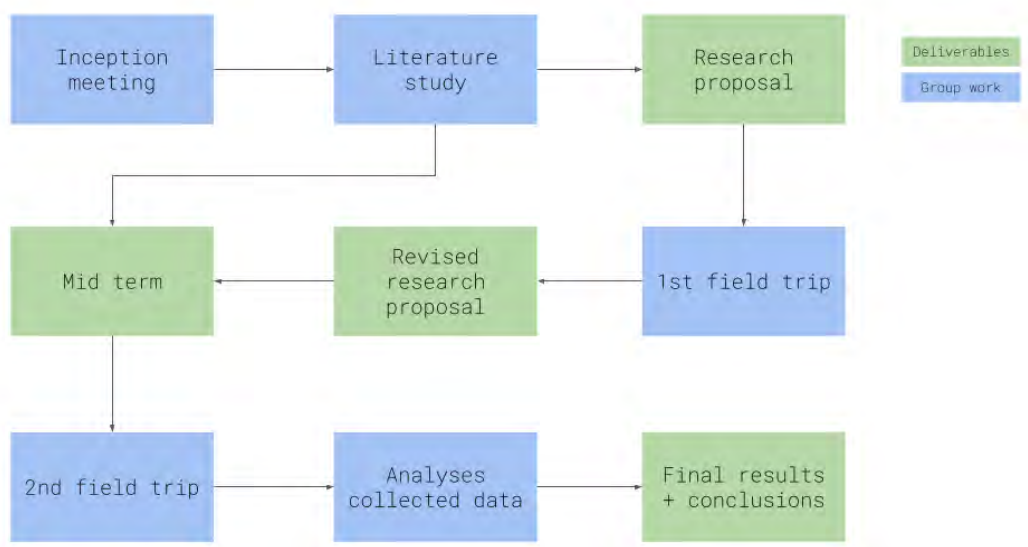 Inception
meeting
Literature
study
Research
proposal
Deliverables
Group work
Mid term
Revised
research
proposal
1st field trip
2nd field trip
Analyses
collected data
Final results
+ conclusions